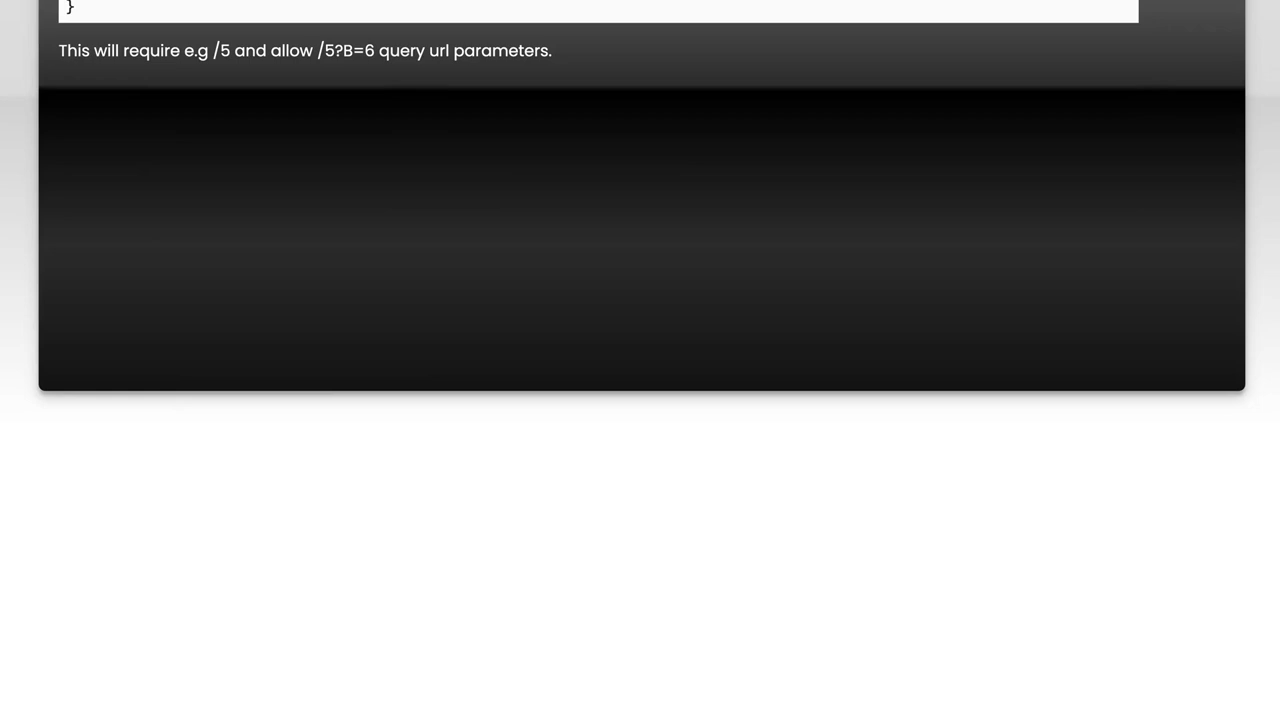 }
This will require e.g /5 and allow /5?B=6 query url parameters.